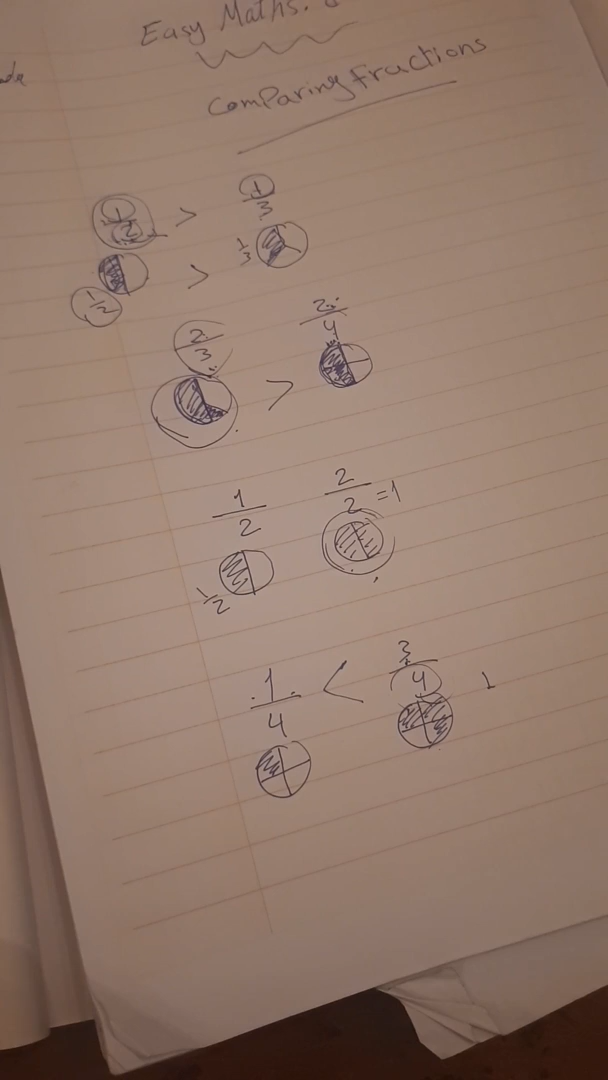 Easy Maths.
Comparing fractions
1/2 > 1/3
> 1/3
1/2
2/3 > 2/4
1/2 2/2 =1
1/2
1/4 < 3/4 1